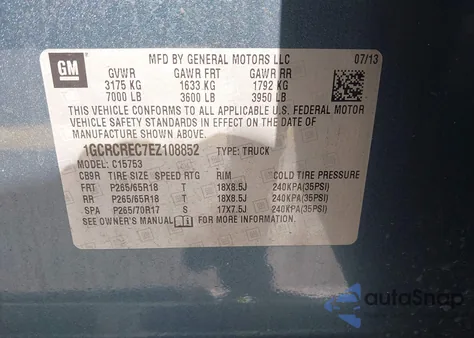 GM
MFD BY GENERAL MOTORS LLC 07/13
GVWR GAWR FRT GAWR RR
3175 KG 1633 KG 1792 KG
7000 LB 3600 LB 3950 LB
THIS VEHICLE CONFORMS TO ALL APPLICABLE U.S. FEDERAL MOTOR
VEHICLE SAFETY STANDARDS IN EFFECT ON THE DATE OF
MANUFACTURE SHOWN ABOVE.
1GCRCREC7EZ108852 TYPE: TRUCK
MODEL: C15753
CB9R TIRE SIZE SPEED RTG RIM COLD TIRE PRESSURE
FRT P265/65R18 T 18X8.5J 240KPA(35PSI)
RR P265/65R18 T 18X8.5J 240KPA(35PSI)
SPA P265/70R17 S 17X7.5J 240KPA(35PSI)
SEE OWNER'S MANUAL FOR MORE INFORMATION.
autoSnap